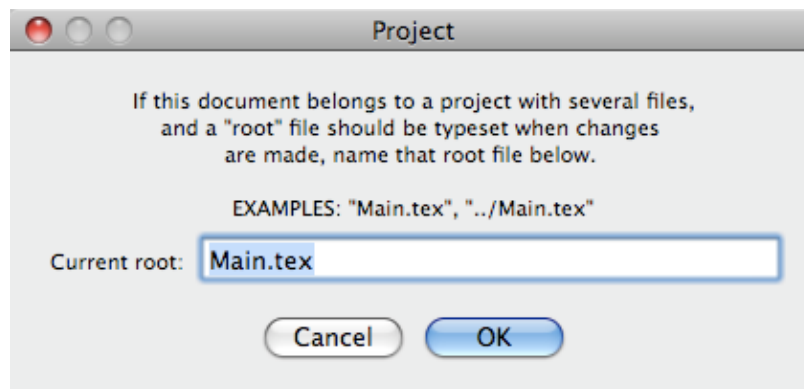 Project
If this document belongs to a project with several files,
and a "root" file should be typeset when changes
are made, name that root file below.
EXAMPLES: "Main.tex", "../Main.tex"
Current root: Main.tex
Cancel OK